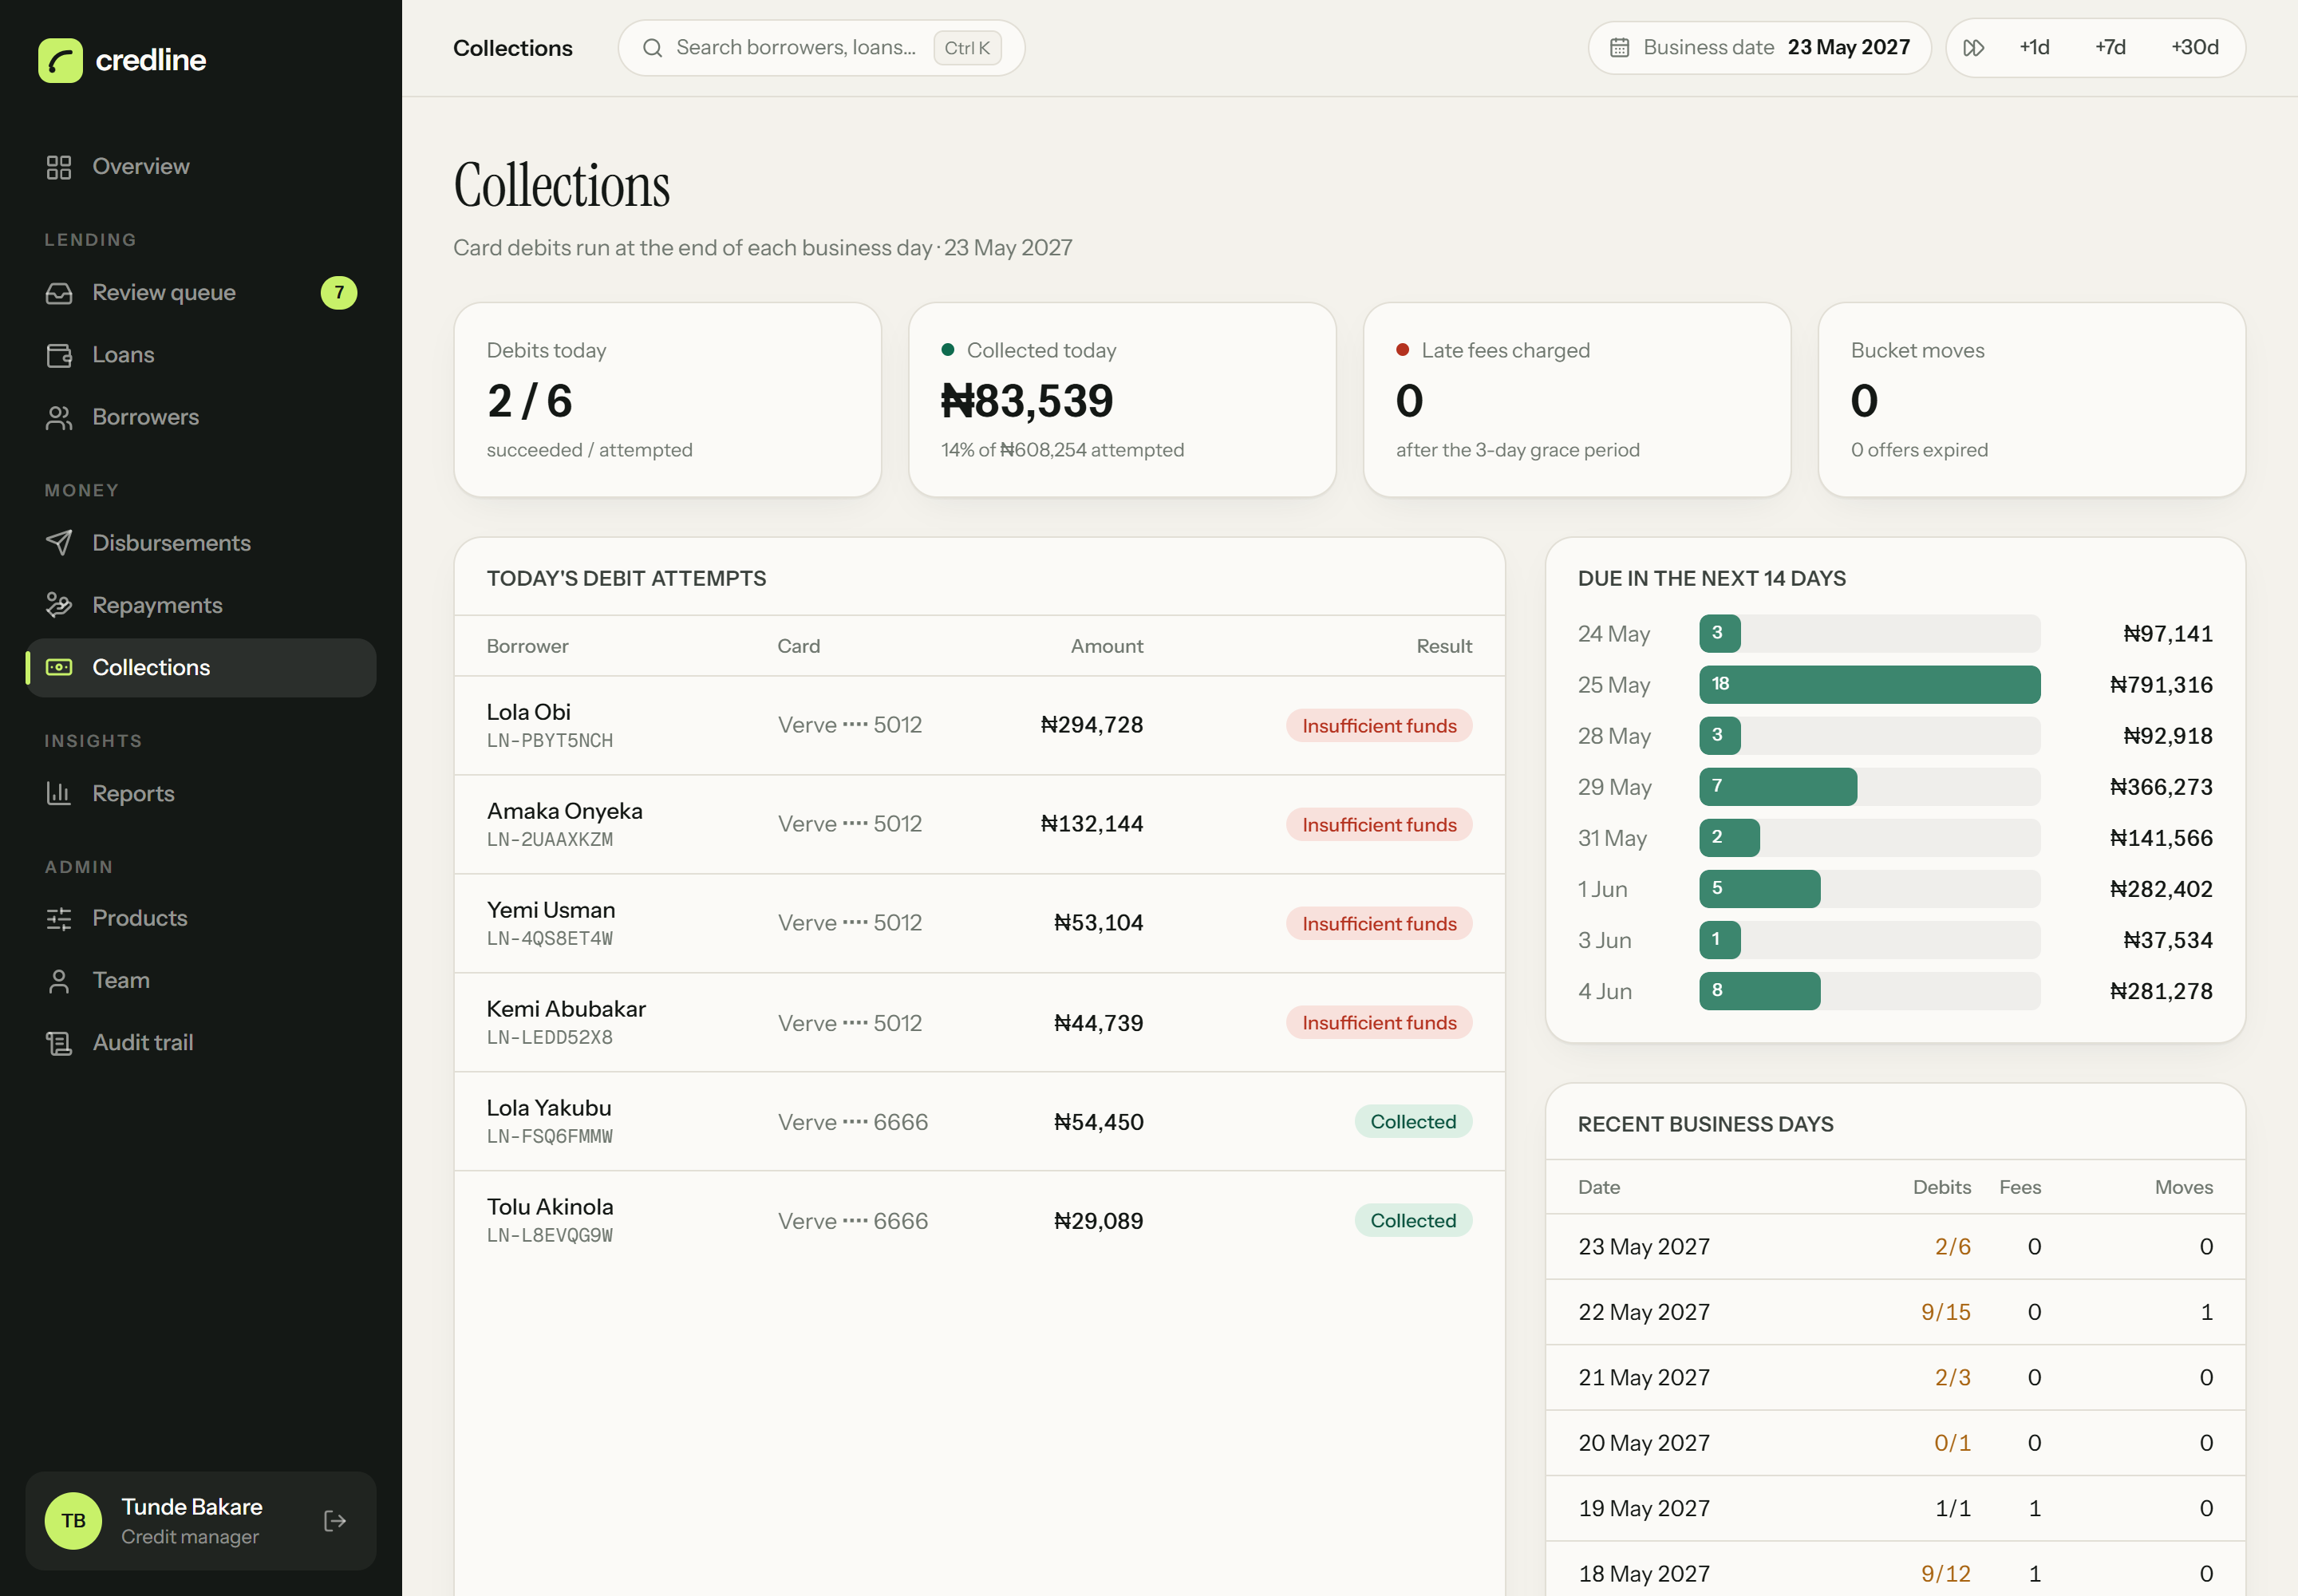 credline
Overview
LENDING
Review queue 7
Loans
Borrowers
MONEY
Disbursements
Repayments
Collections
INSIGHTS
Reports
ADMIN
Products
Team
Audit trail
TB
Tunde Bakare
Credit manager
Collections
Search borrowers, loans... Ctrl K
Business date 23 May 2027
+1d +7d +30d
Collections
Card debits run at the end of each business day · 23 May 2027
Debits today
2 / 6
succeeded / attempted
Collected today
₦83,539
14% of ₦608,254 attempted
Late fees charged
0
after the 3-day grace period
Bucket moves
0
0 offers expired
TODAY'S DEBIT ATTEMPTS
Borrower Card Amount Result
Lola Obi
LN-PBYT5NCH
Verve •••• 5012 ₦294,728 Insufficient funds
Amaka Onyeka
LN-2UAAXKZM
Verve •••• 5012 ₦132,144 Insufficient funds
Yemi Usman
LN-4QS8ET4W
Verve •••• 5012 ₦53,104 Insufficient funds
Kemi Abubakar
LN-LEDD52X8
Verve •••• 5012 ₦44,739 Insufficient funds
Lola Yakubu
LN-FSQ6FMMW
Verve •••• 6666 ₦54,450 Collected
Tolu Akinola
LN-L8EVQG9W
Verve •••• 6666 ₦29,089 Collected
DUE IN THE NEXT 14 DAYS
24 May 3 ₦97,141
25 May 18 ₦791,316
28 May 3 ₦92,918
29 May 7 ₦366,273
31 May 2 ₦141,566
1 Jun 5 ₦282,402
3 Jun 1 ₦37,534
4 Jun 8 ₦281,278
RECENT BUSINESS DAYS
Date Debits Fees Moves
23 May 2027 2/6 0 0
22 May 2027 9/15 0 1
21 May 2027 2/3 0 0
20 May 2027 0/1 0 0
19 May 2027 1/1 1 0
18 May 2027 9/12 1 0